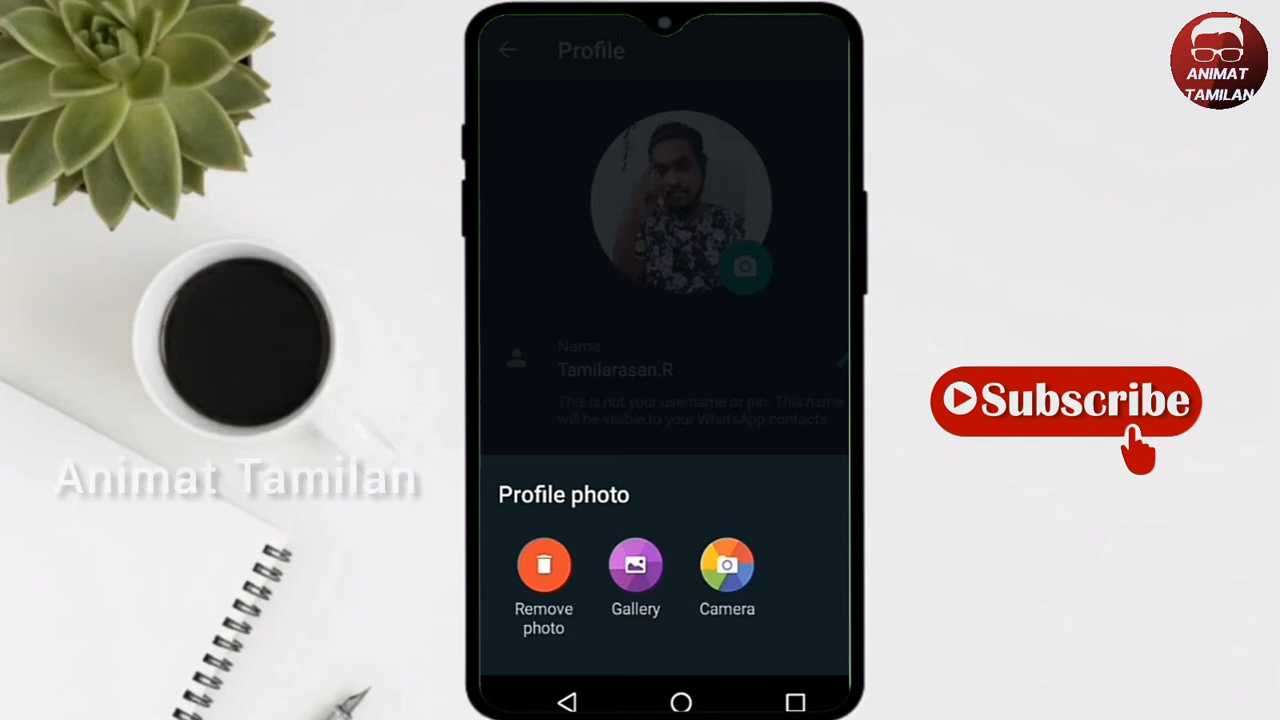 ANIMAT
TAMILAN
Profile
Name
Tamilarasan.R
This is not your username or pin. This name
will be visible to your WhatsApp contacts.
Subscribe
Animat Tamilan
Profile photo
Remove
photo
Gallery
Camera